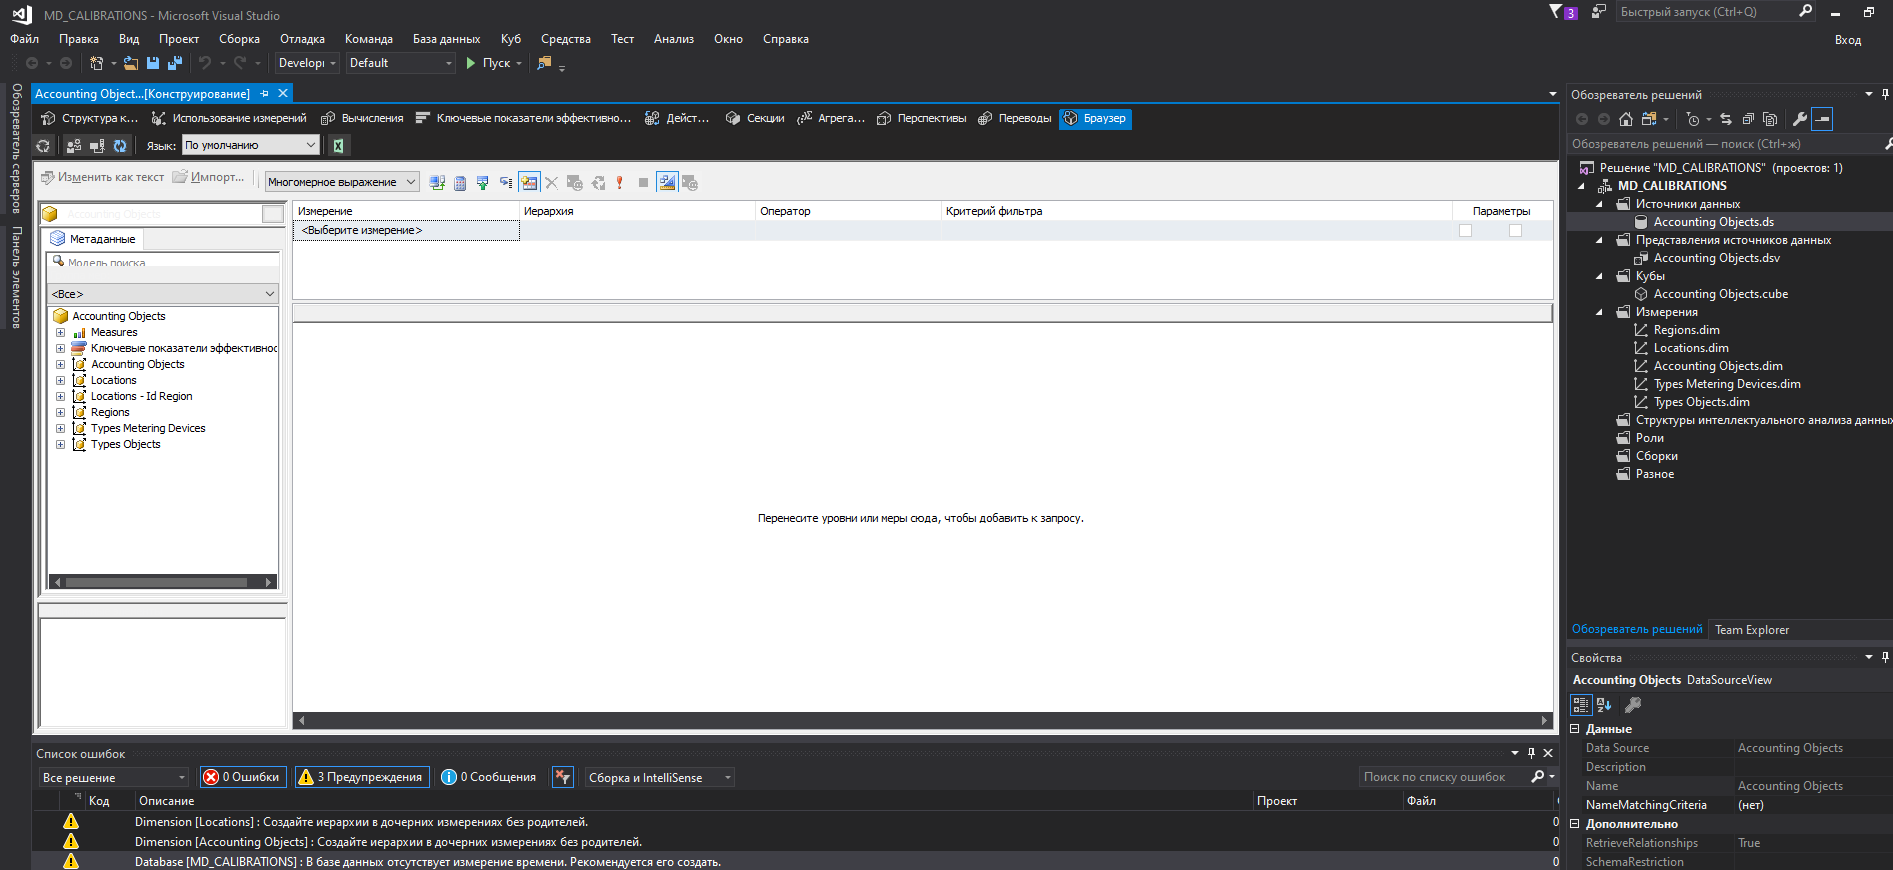 MD_CALIBRATIONS - Microsoft Visual Studio
3
Быстрый запуск (Ctrl+Q)
Файл Правка Вид Проект Сборка Отладка Команда База данных Куб Средства Тест Анализ Окно Справка
Вход
Developı Default Пуск
Обозреватель серверов
Панель элементов
Accounting Object...[Конструирование]
Структура к... Использование измерений Вычисления Ключевые показатели эффективно... Дейст... Секции Агрега... Перспективы Переводы Браузер
Язык: По умолчанию
Изменить как текст Импорт... Многомерное выражение
Accounting Objects
Метаданные
Модель поиска
<Все>
Accounting Objects
Measures
Ключевые показатели эффективнос
Accounting Objects
Locations
Locations - Id Region
Regions
Types Metering Devices
Types Objects
Измерение Иерархия Оператор Критерий фильтра Параметры
<Выберите измерение>
Перенесите уровни или меры сюда, чтобы добавить к запросу.
Список ошибок
Все решение 0 Ошибки 3 Предупреждения 0 Сообщения Сборка и IntelliSense Поиск по списку ошибок
Код Описание Проект Файл
Dimension [Locations] : Создайте иерархии в дочерних измерениях без родителей. 0
Dimension [Accounting Objects] : Создайте иерархии в дочерних измерениях без родителей. 0
Database [MD_CALIBRATIONS] : В базе данных отсутствует измерение времени. Рекомендуется его создать. 0
Обозреватель решений
Обозреватель решений — поиск (Ctrl+ж)
Решение "MD_CALIBRATIONS" (проектов: 1)
MD_CALIBRATIONS
Источники данных
Accounting Objects.ds
Представления источников данных
Accounting Objects.dsv
Кубы
Accounting Objects.cube
Измерения
Regions.dim
Locations.dim
Accounting Objects.dim
Types Metering Devices.dim
Types Objects.dim
Структуры интеллектуального анализа данных
Роли
Сборки
Разное
Обозреватель решений Team Explorer
Свойства
Accounting Objects DataSourceView
Данные
Data Source Accounting Objects
Description
Name Accounting Objects
NameMatchingCriteria (нет)
Дополнительно
RetrieveRelationships True
SchemaRestriction